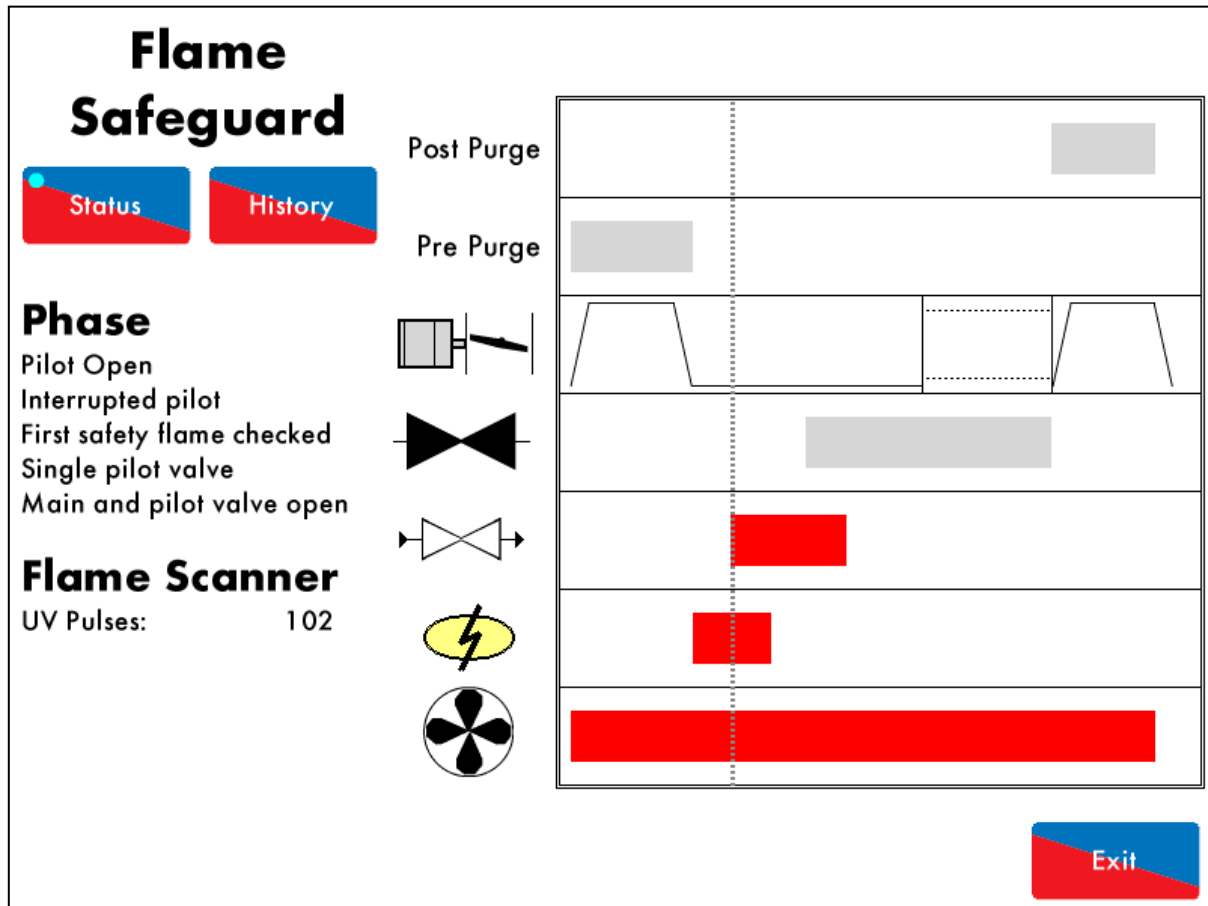 Flame
Safeguard
Status
History
Post Purge
Pre Purge
Phase
Pilot Open
Interrupted pilot
First safety flame checked
Single pilot valve
Main and pilot valve open
Flame Scanner
UV Pulses: 102
Exit